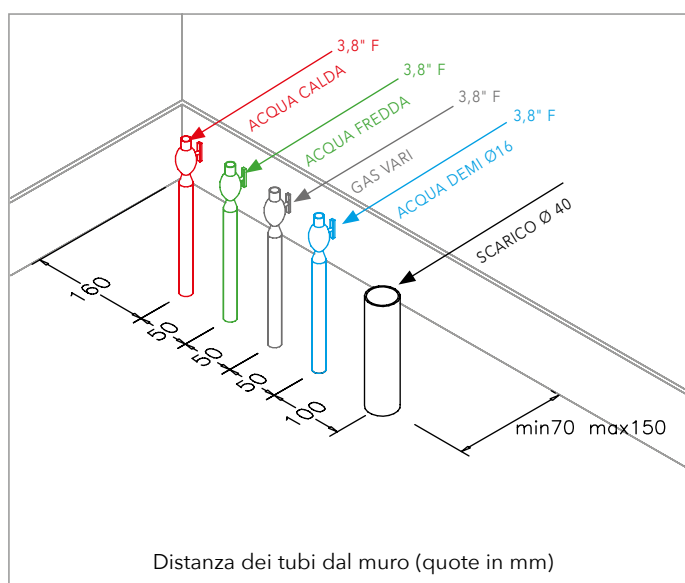 3,8" F
ACQUA CALDA
3,8" F
ACQUA FREDDA
3,8" F
GAS VARI
3,8" F
ACQUA DEMI Ø16
SCARICO Ø 40
160
50
50
50
100
min70 max150
Distanza dei tubi dal muro (quote in mm)